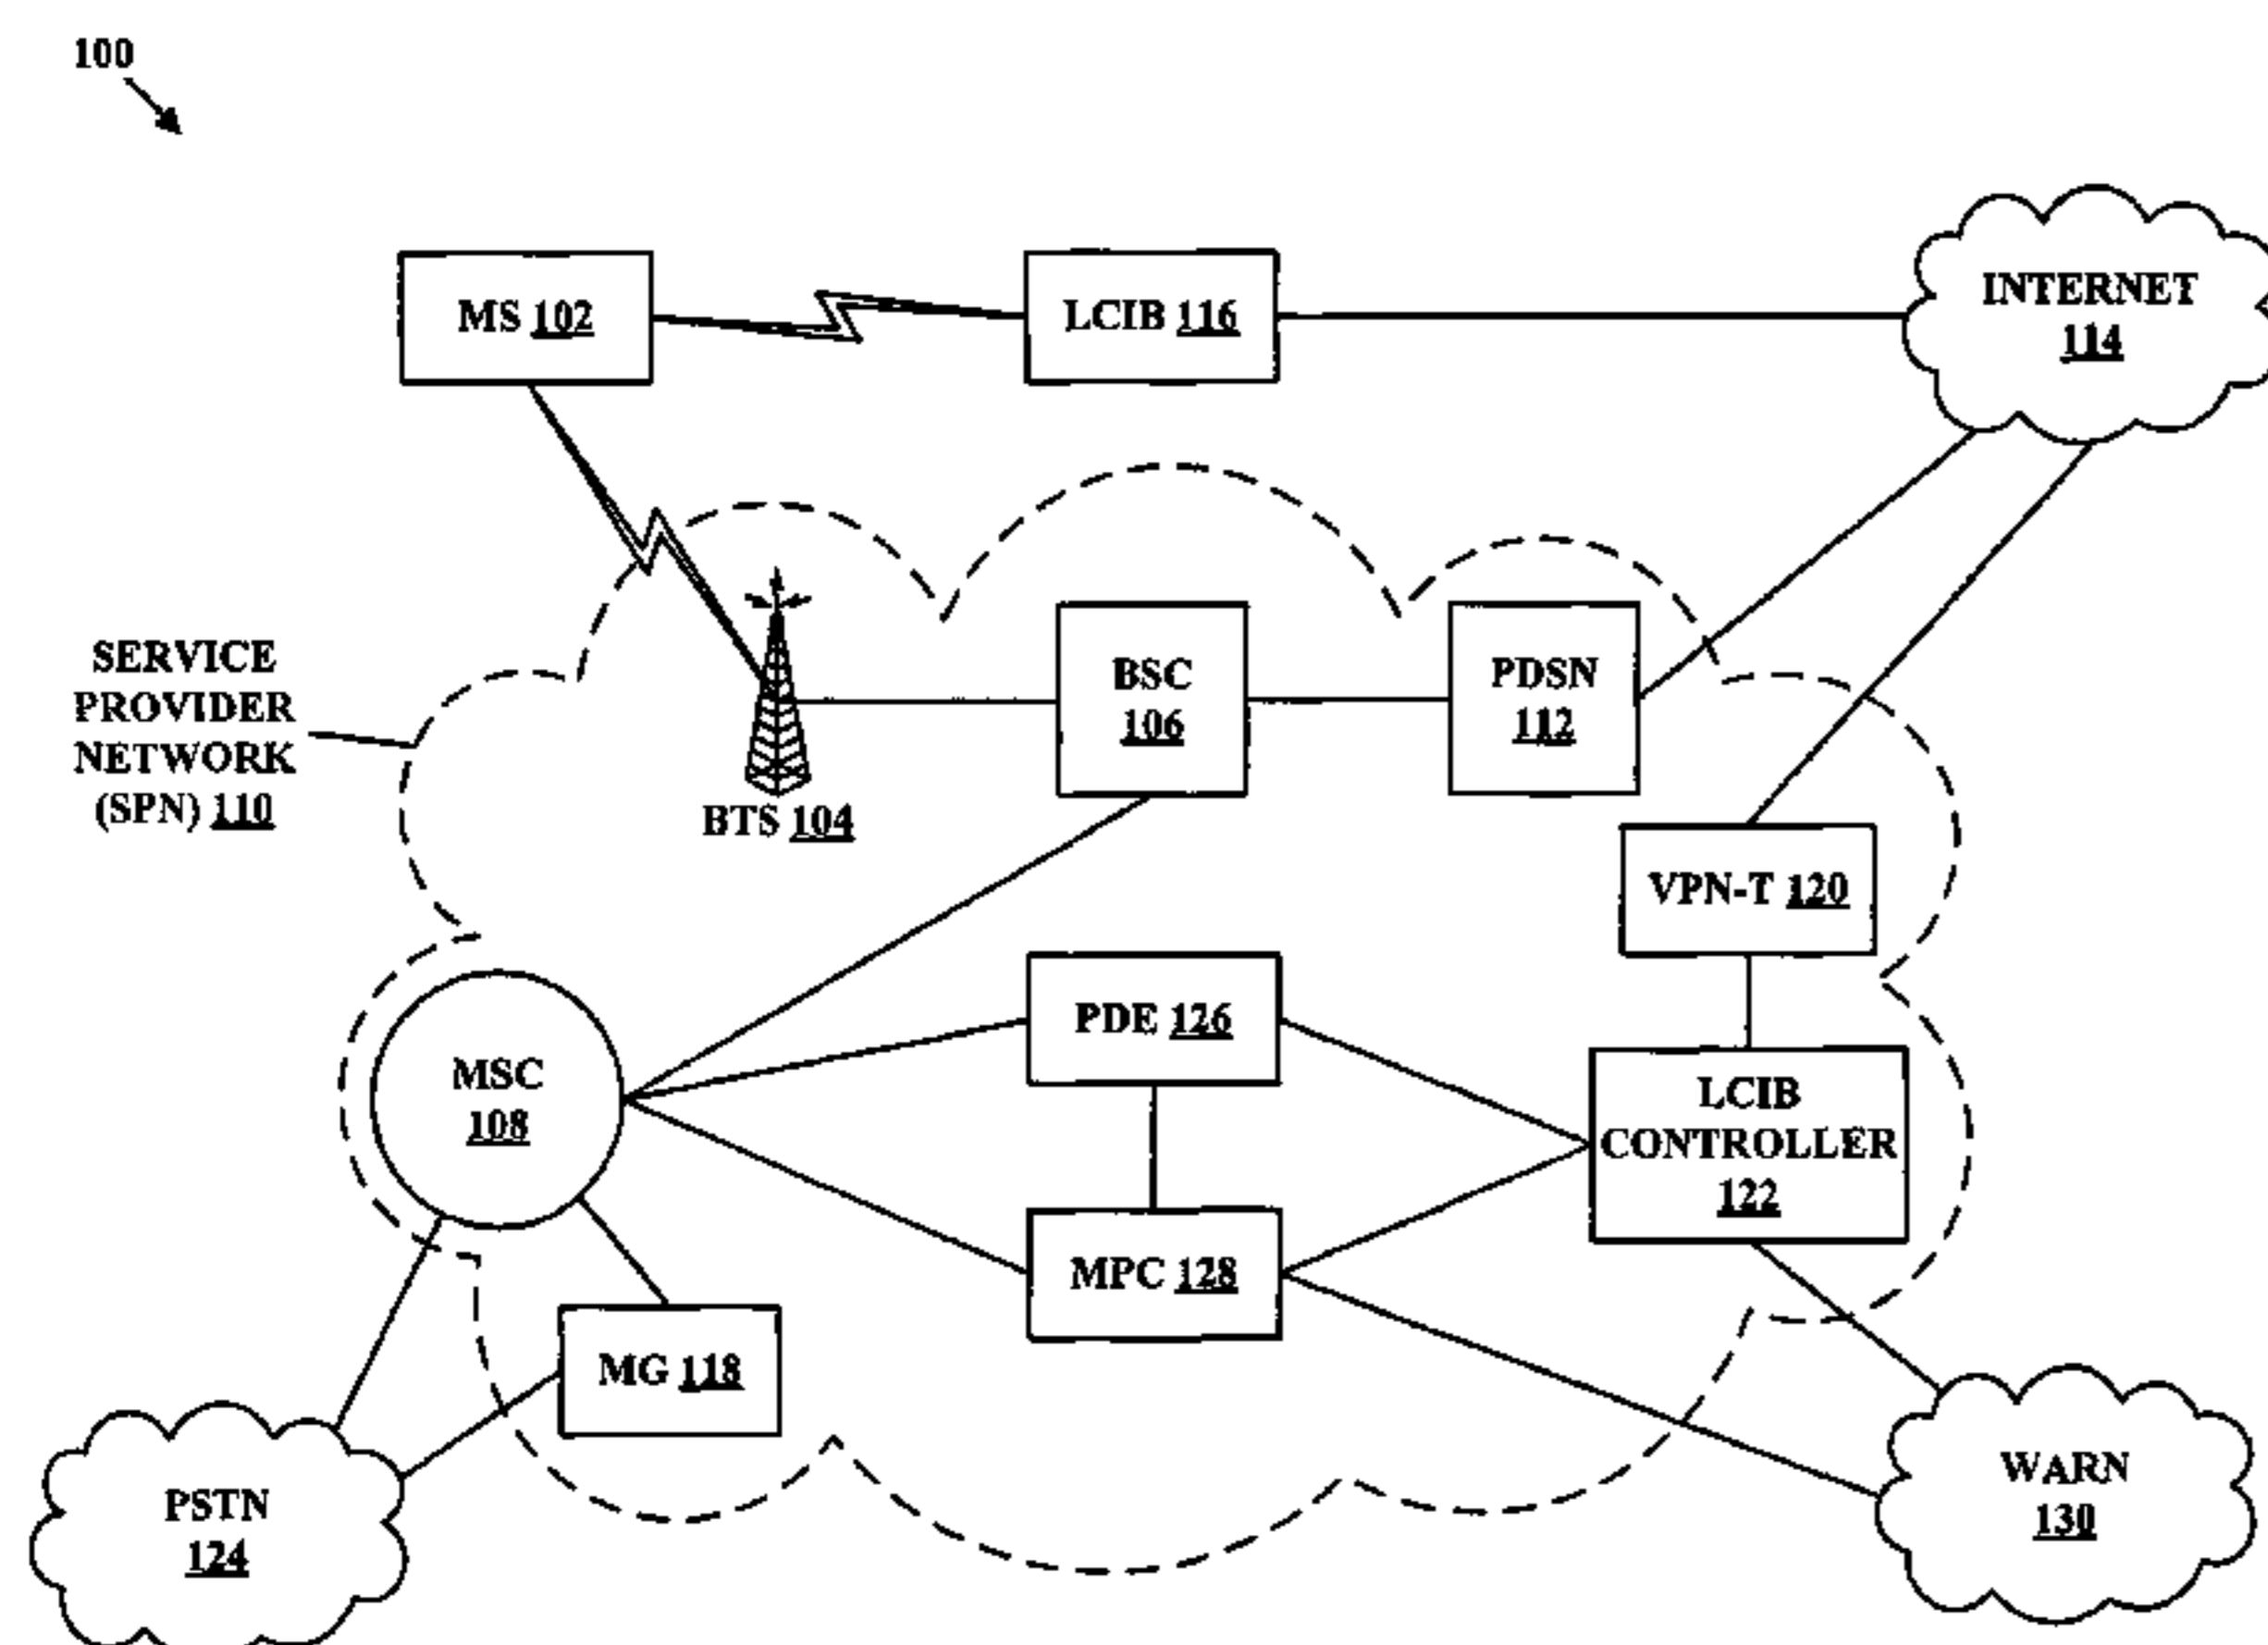 100
MS 102
LCIB 116
INTERNET
114
SERVICE
PROVIDER
NETWORK
(SPN) 110
BTS 104
BSC
106
PDSN
112
VPN-T 120
MSC
108
PDE 126
LCIB
CONTROLLER
122
MPC 128
MG 118
PSTN
124
WARN
130